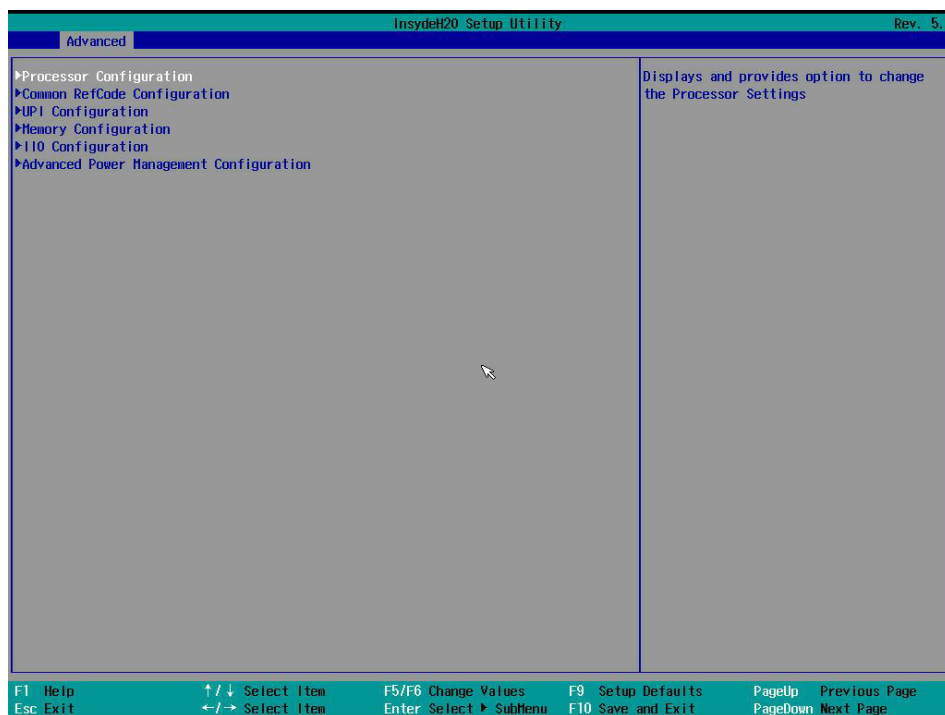 InsydeH20 Setup Utility Rev. 5.
Advanced
▶Processor Configuration
▶Common RefCode Configuration
▶UPI Configuration
▶Memory Configuration
▶IIO Configuration
▶Advanced Power Management Configuration
Displays and provides option to change
the Processor Settings
F1 Help ↑/↓ Select Item F5/F6 Change Values F9 Setup Defaults PageUp Previous Page
Esc Exit ←/→ Select Item Enter Select ▶ SubMenu F10 Save and Exit PageDown Next Page